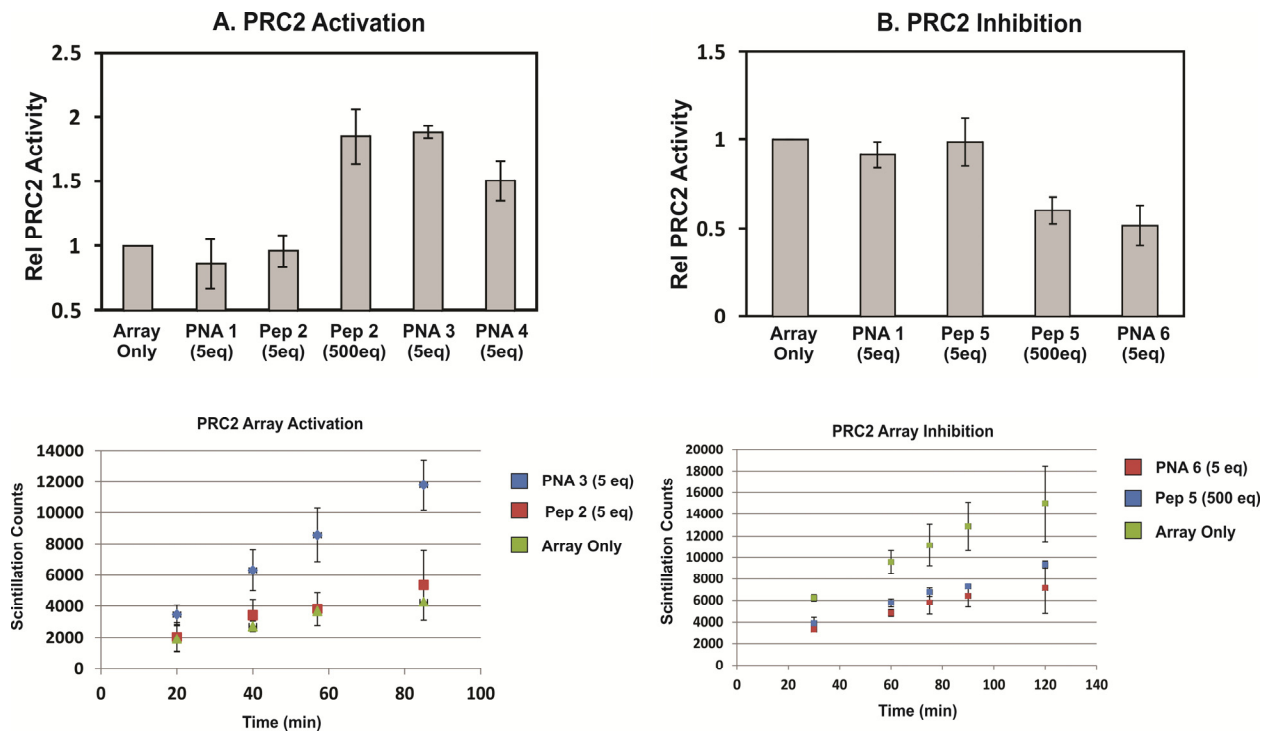 A. PRC2 Activation
2.5
2
1.5
1
0.5
Rel PRC2 Activity
Array Only
PNA 1 (5eq)
Pep 2 (5eq)
Pep 2 (500eq)
PNA 3 (5eq)
PNA 4 (5eq)
B. PRC2 Inhibition
1.5
1
0.5
0
Rel PRC2 Activity
Array Only
PNA 1 (5eq)
Pep 5 (5eq)
Pep 5 (500eq)
PNA 6 (5eq)
PRC2 Array Activation
14000
12000
10000
8000
6000
4000
2000
0
Scintillation Counts
0 20 40 60 80 100
Time (min)
PNA 3 (5 eq)
Pep 2 (5 eq)
Array Only
PRC2 Array Inhibition
20000
18000
16000
14000
12000
10000
8000
6000
4000
2000
0
Scintillation Counts
0 20 40 60 80 100 120 140
Time (min)
PNA 6 (5 eq)
Pep 5 (500 eq)
Array Only